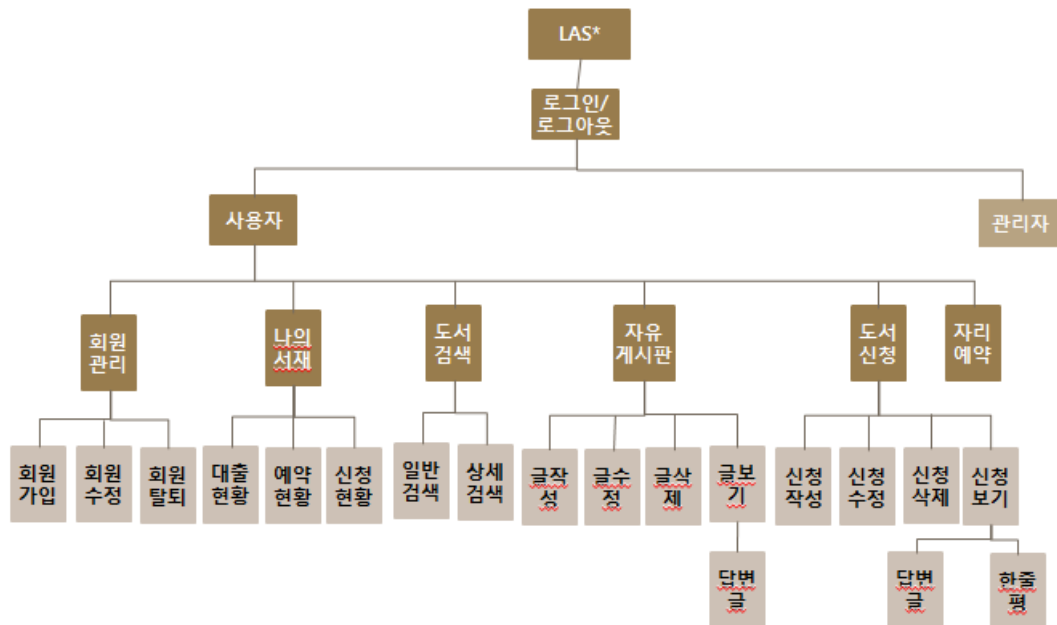 LAS*
로그인/
로그아웃
사용자
관리자
회원
관리
나의
서재
도서
검색
자유
게시판
도서
신청
자리
예약
회원
가입
회원
수정
회원
탈퇴
대출
현황
예약
현황
신청
현황
일반
검색
상세
검색
글작
성
글수
정
글삭
제
글보
기
신청
작성
신청
수정
신청
삭제
신청
보기
답변
글
답변
글
한줄
평